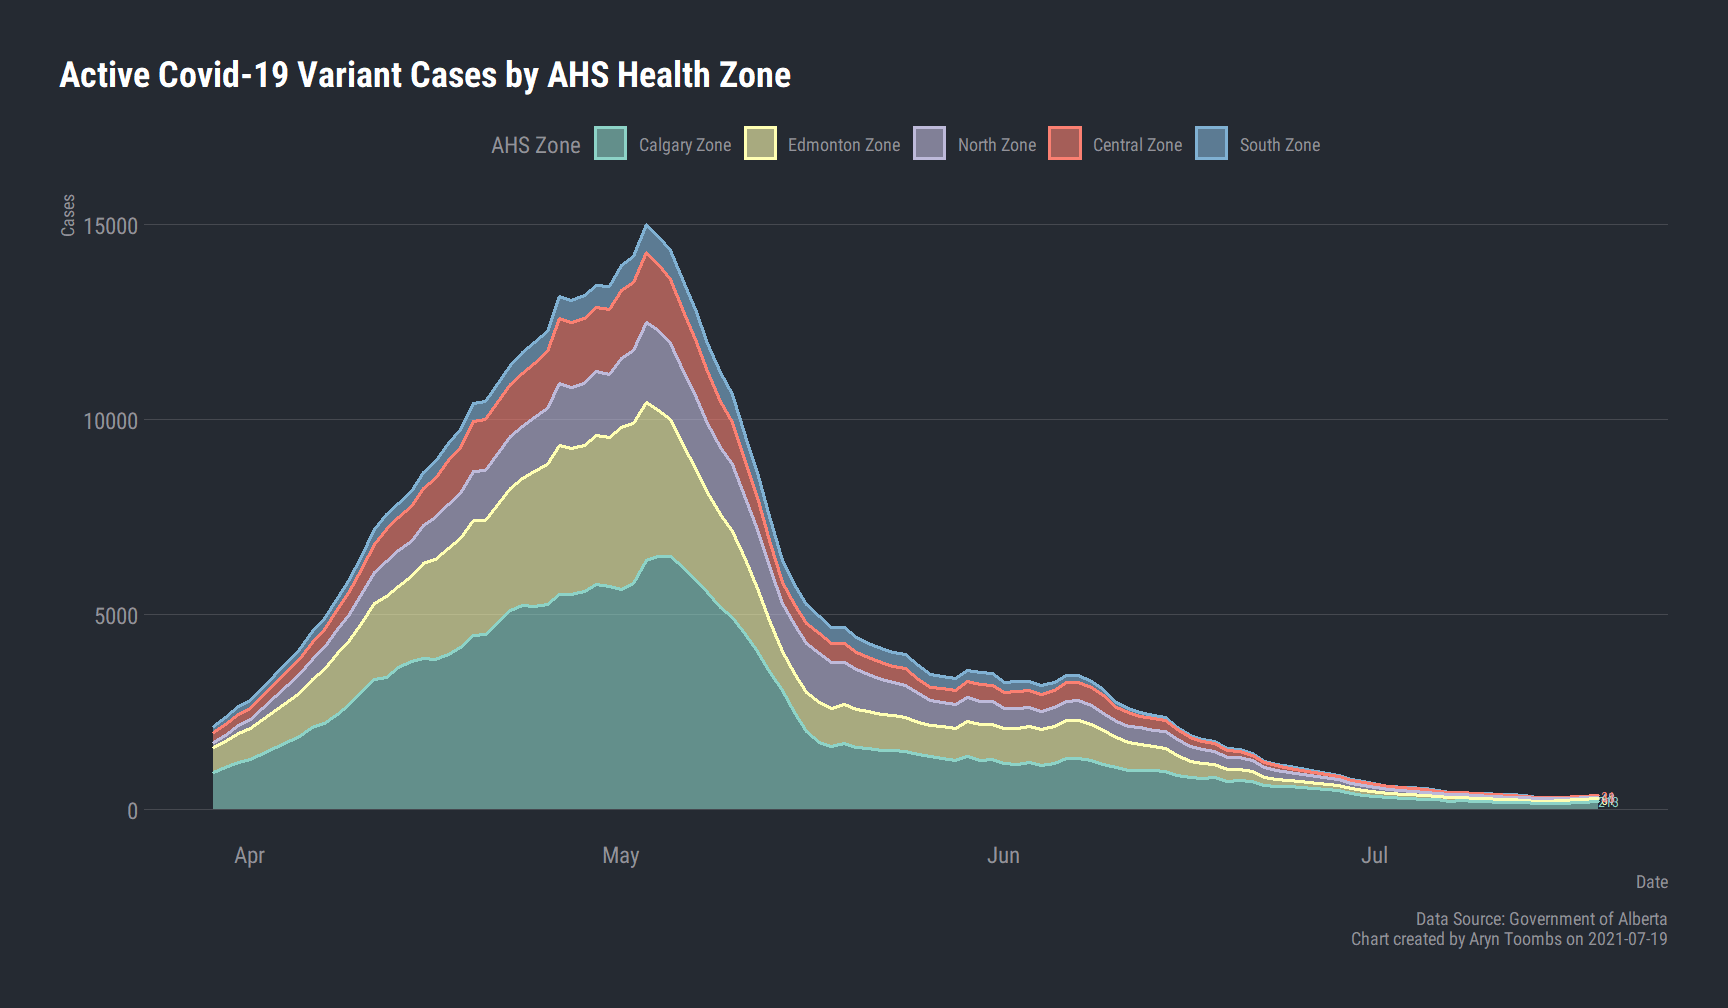 Active Covid-19 Variant Cases by AHS Health Zone
AHS Zone Calgary Zone Edmonton Zone North Zone Central Zone South Zone
Cases
15000
10000
5000
0
Apr May Jun Jul
Date
Data Source: Government of Alberta
Chart created by Aryn Toombs on 2021-07-19